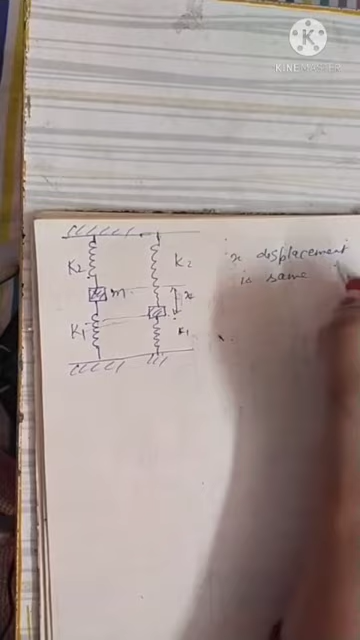 K
KINEMASTER
K2
K2
m
x
K1
K1
x displacement
is same